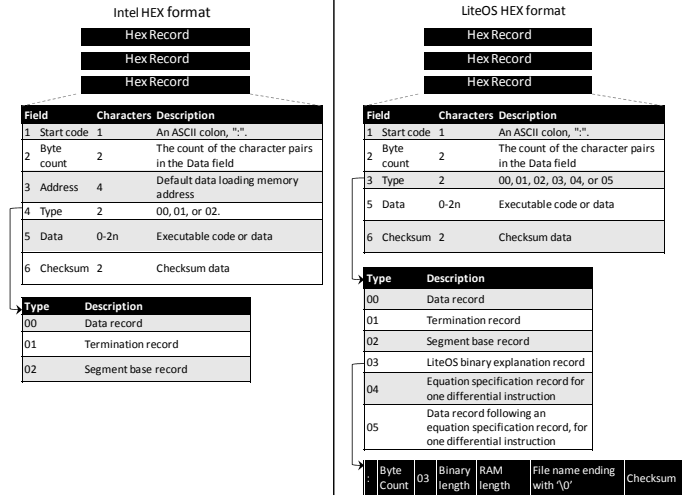 Intel HEX format
Hex Record
Hex Record
Hex Record
Field Characters Description
1 Start code 1 An ASCII colon, ":".
2 Byte count 2 The count of the character pairs
in the Data field
3 Address 4 Default data loading memory
address
4 Type 2 00, 01, or 02.
5 Data 0-2n Executable code or data
6 Checksum 2 Checksum data
Type Description
00 Data record
01 Termination record
02 Segment base record
LiteOS HEX format
Hex Record
Hex Record
Hex Record
Field Characters Description
1 Start code 1 An ASCII colon, ":".
2 Byte count 2 The count of the character pairs
in the Data field
3 Type 2 00, 01, 02, 03, 04, or 05
5 Data 0-2n Executable code or data
6 Checksum 2 Checksum data
Type Description
00 Data record
01 Termination record
02 Segment base record
03 LiteOS binary explanation record
04 Equation specification record for
one differential instruction
05 Data record following an
equation specification record, for
one differential instruction
: Byte Count 03 Binary length RAM length File name ending with ‘\0’ Checksum